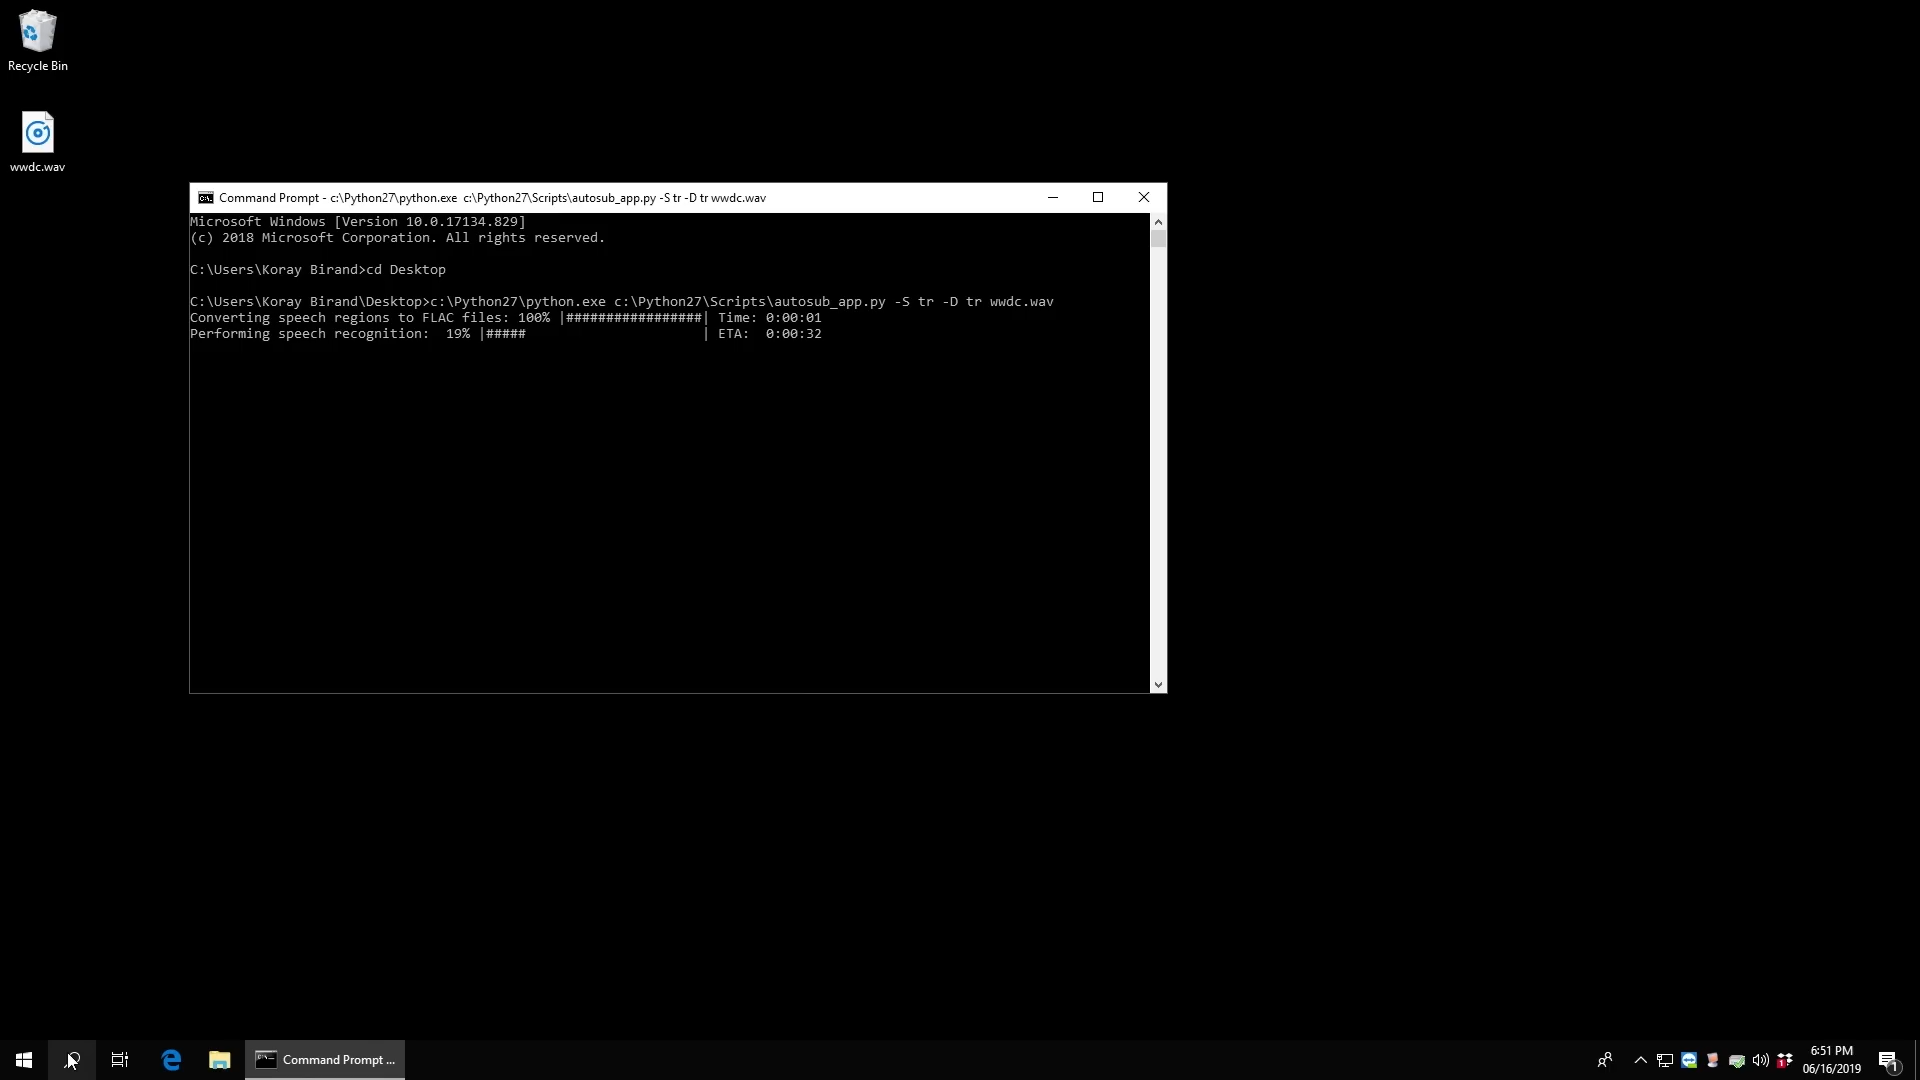 Recycle Bin
wwdc.wav
Command Prompt - c:\Python27\python.exe  c:\Python27\Scripts\autosub_app.py -S tr -D tr wwdc.wav
Microsoft Windows [Version 10.0.17134.829]
(c) 2018 Microsoft Corporation. All rights reserved.
C:\Users\Koray Birand>cd Desktop
C:\Users\Koray Birand\Desktop>c:\Python27\python.exe c:\Python27\Scripts\autosub_app.py -S tr -D tr wwdc.wav
Converting speech regions to FLAC files: 100% |#################| Time: 0:00:01
Performing speech recognition:  19% |#####                      | ETA:  0:00:32
Command Prompt ...
6:51 PM
06/16/2019
1